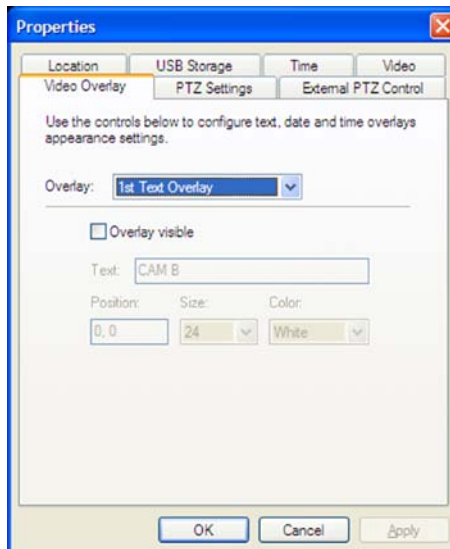 Properties
Location USB Storage Time Video
Video Overlay PTZ Settings External PTZ Control
Use the controls below to configure text, date and time overlays
appearance settings.
Overlay: 1st Text Overlay
Overlay visible
Text: CAM B
Position: Size: Color:
0, 0 24 White
OK Cancel Apply